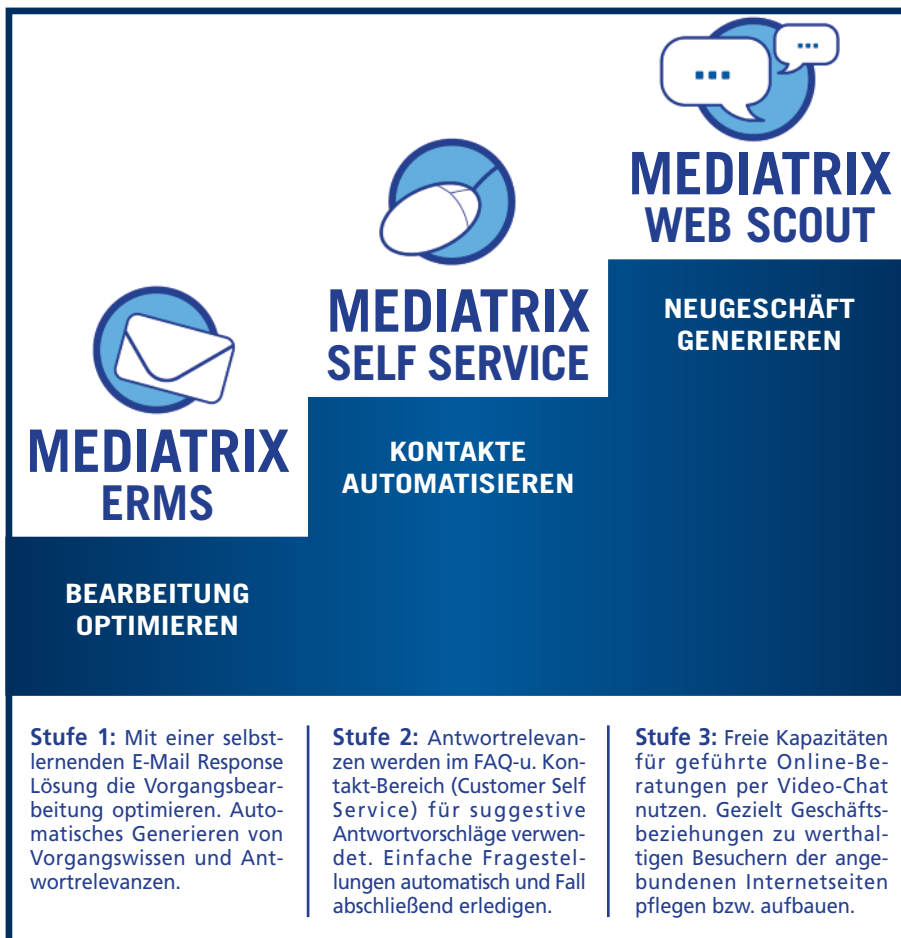 MEDIATRIX
WEB SCOUT
MEDIATRIX
SELF SERVICE
MEDIATRIX
ERMS
NEUGESCHÄFT
GENERIEREN
KONTAKTE
AUTOMATISIEREN
BEARBEITUNG
OPTIMIEREN
Stufe 1: Mit einer selbst-
lernenden E-Mail Response
Lösung die Vorgangsbear-
beitung optimieren. Auto-
matisches Generieren von
Vorgangswissen und Ant-
wortrelevanzen.
Stufe 2: Antwortrelevan-
zen werden im FAQ-u. Kon-
takt-Bereich (Customer Self
Service) für suggestive
Antwortvorschläge verwen-
det. Einfache Fragestel-
lungen automatisch und Fall
abschließend erledigen.
Stufe 3: Freie Kapazitäten
für geführte Online-Be-
ratungen per Video-Chat
nutzen. Gezielt Geschäfts-
beziehungen zu werthal-
tigen Besuchern der ange-
bundenen Internetseiten
pflegen bzw. aufbauen.